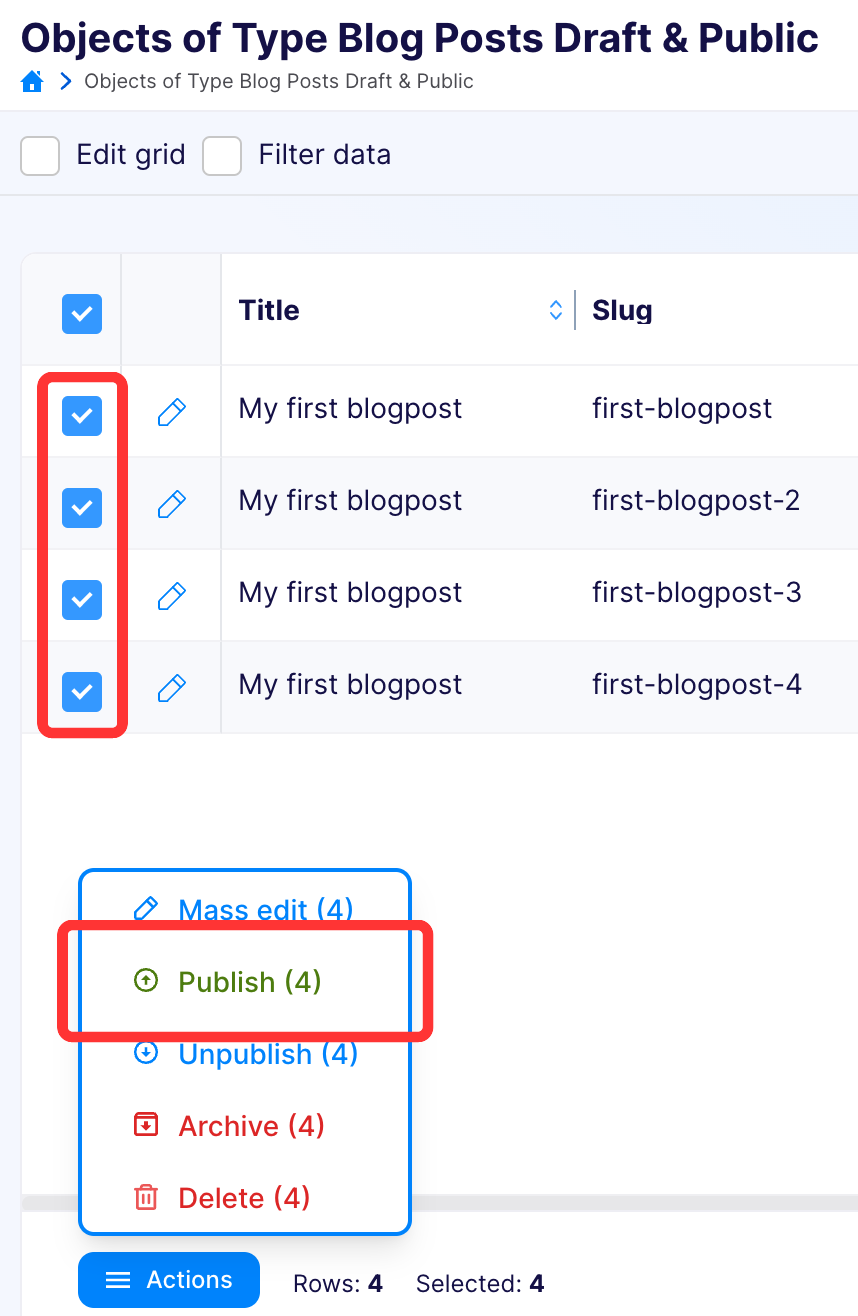 Objects of Type Blog Posts Draft & Public
Objects of Type Blog Posts Draft & Public
Edit grid Filter data
Title Slug
My first blogpost first-blogpost
My first blogpost first-blogpost-2
My first blogpost first-blogpost-3
My first blogpost first-blogpost-4
Mass edit (4)
Publish (4)
Unpublish (4)
Archive (4)
Delete (4)
Actions Rows: 4 Selected: 4